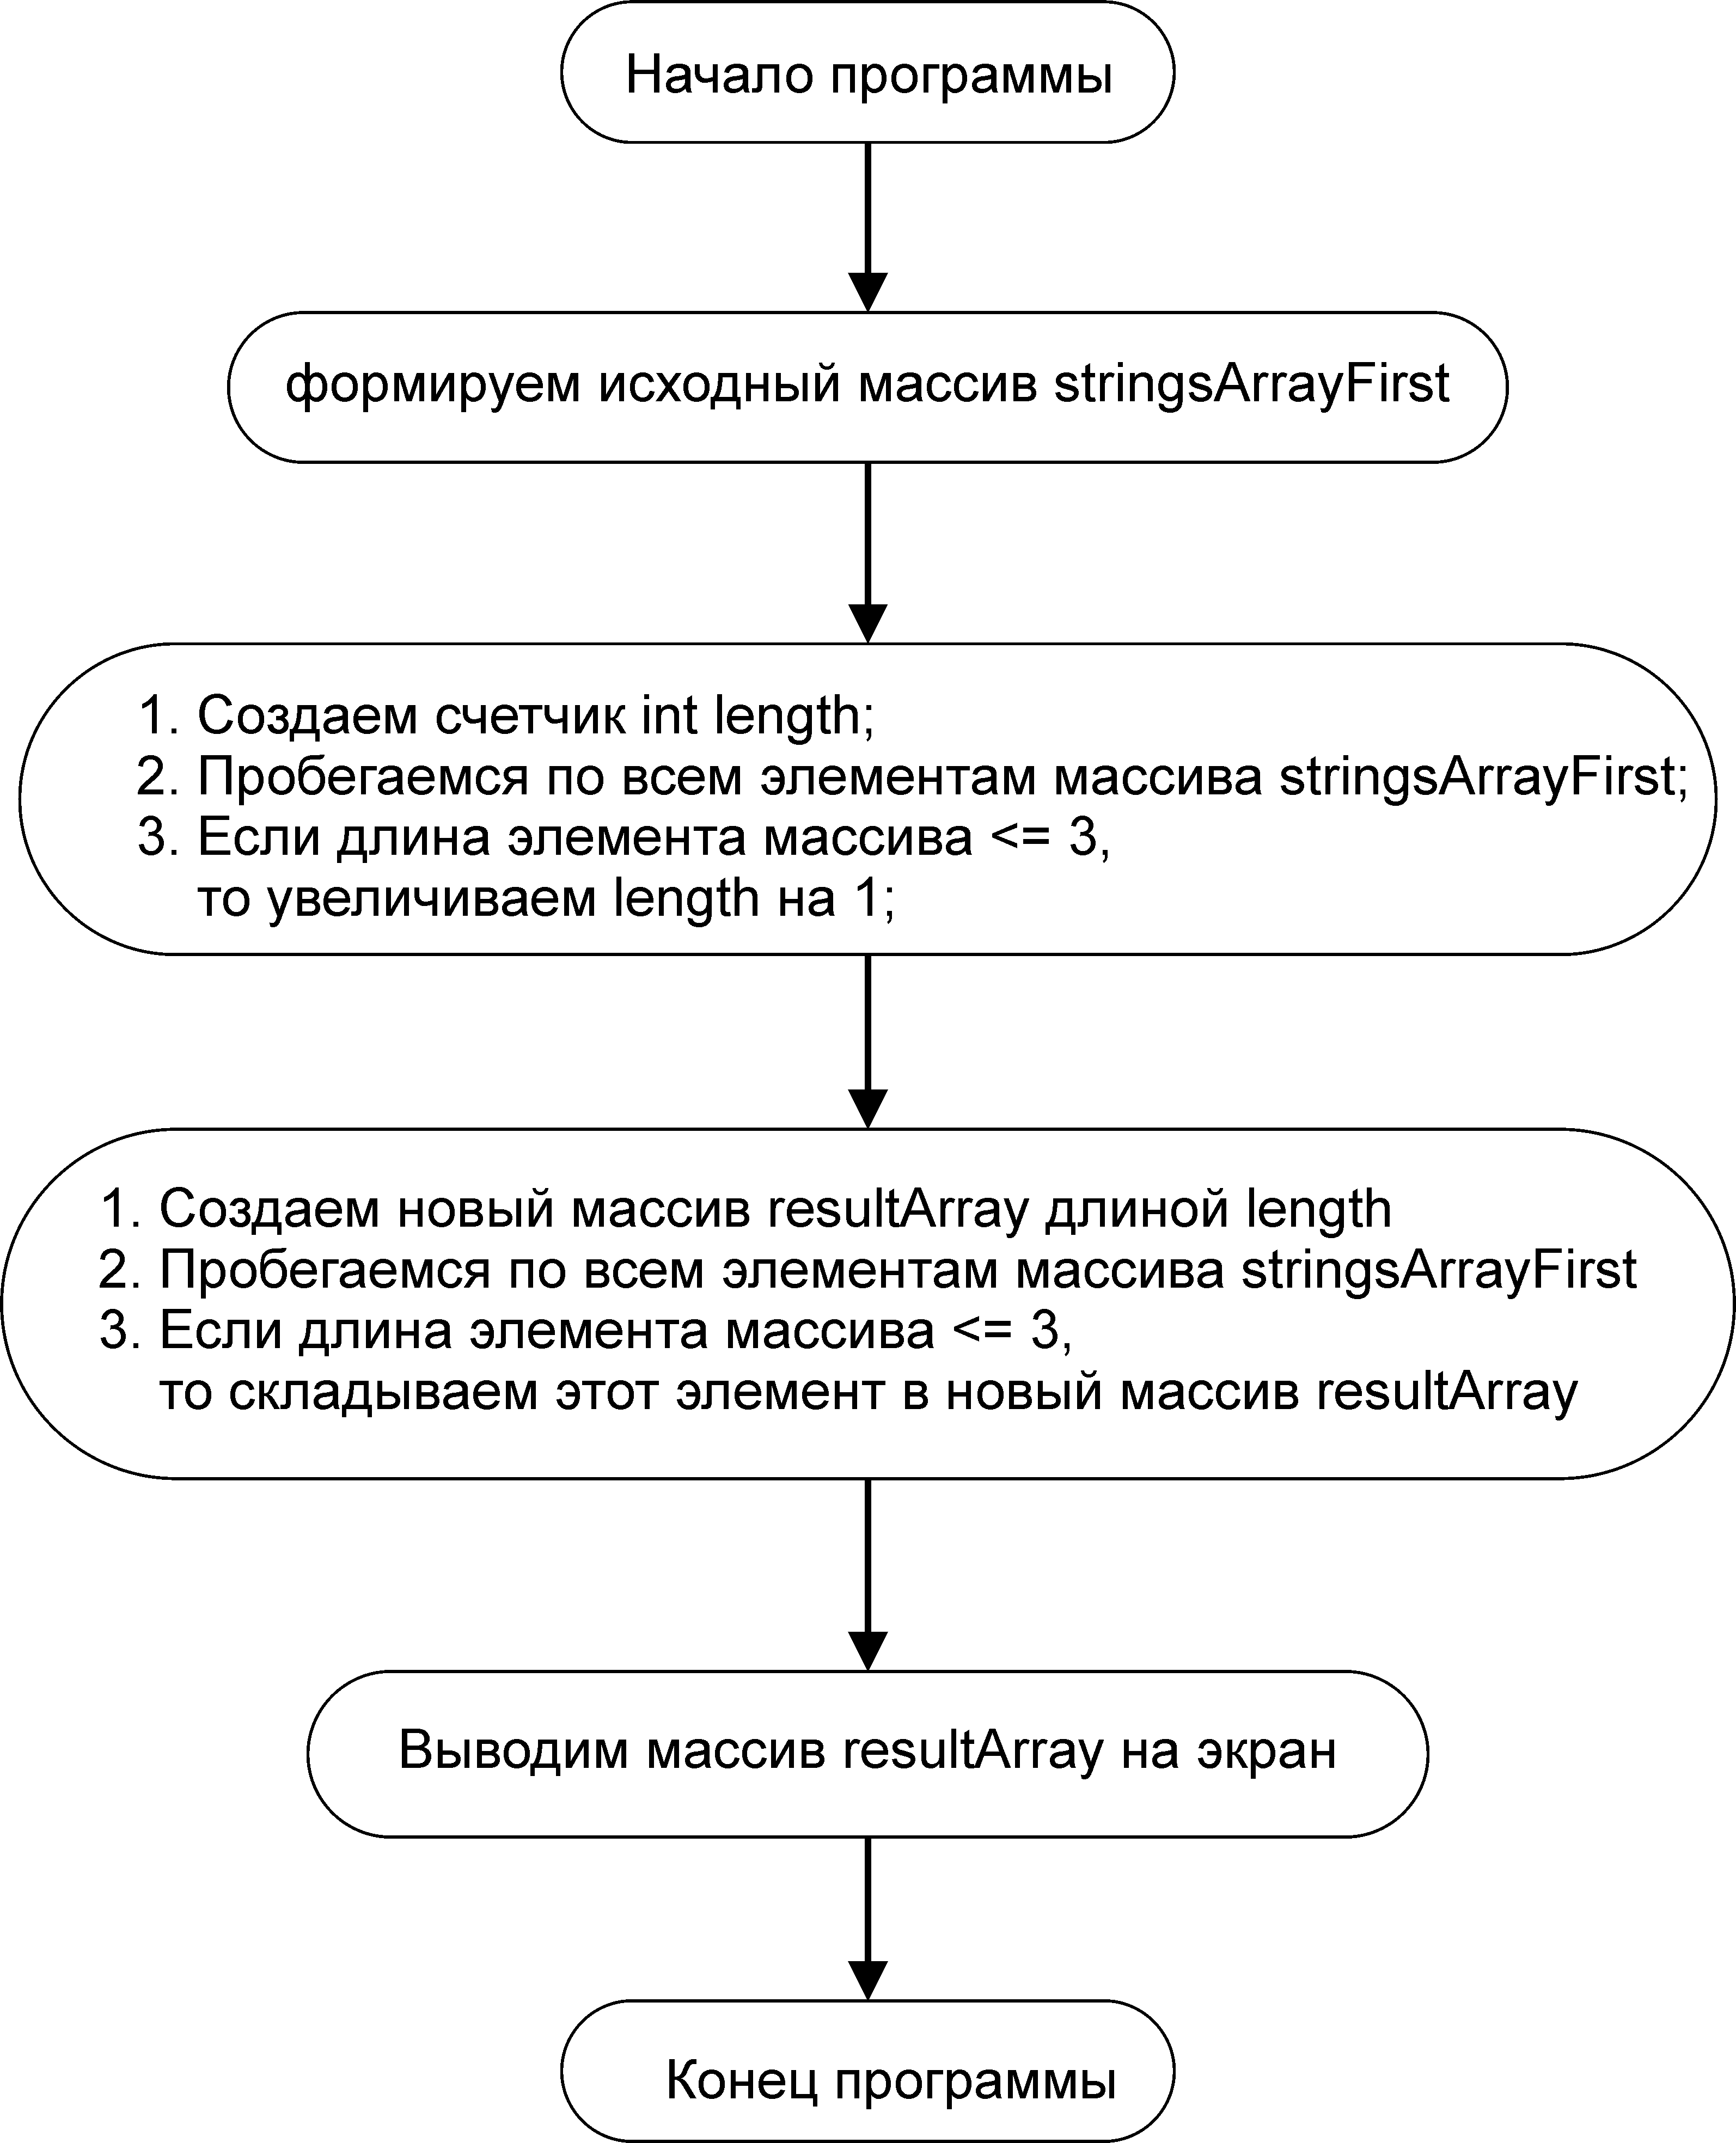 Начало программы
формируем исходный массив stringsArrayFirst
1. Создаем счетчик int length;
2. Пробегаемся по всем элементам массива stringsArrayFirst;
3. Если длина элемента массива <= 3,
то увеличиваем length на 1;
1. Создаем новый массив resultArray длиной length
2. Пробегаемся по всем элементам массива stringsArrayFirst
3. Если длина элемента массива <= 3,
то складываем этот элемент в новый массив resultArray
Выводим массив resultArray на экран
Конец программы